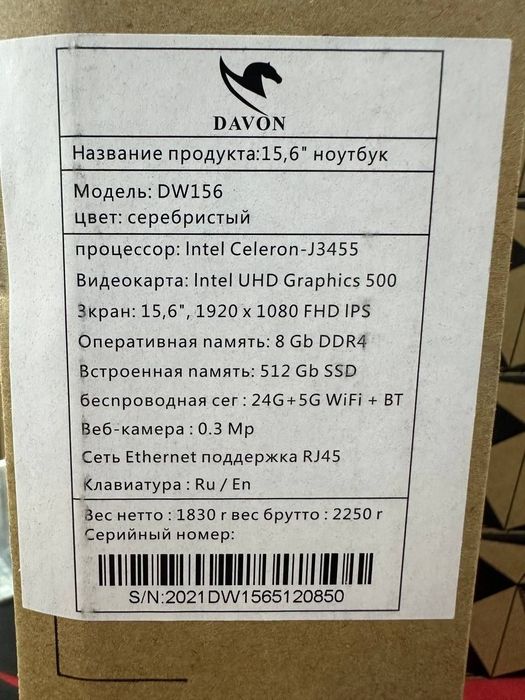 DAVON
Название продукта:15,6" ноутбук
Модель: DW156
цвет: серебристый
процессор: Intel Celeron-J3455
Видеокарта: Intel UHD Graphics 500
Экран: 15,6", 1920 x 1080 FHD IPS
Оперативная память: 8 Gb DDR4
Встроенная память: 512 Gb SSD
беспроводная сег : 24G+5G WiFi + BT
Веб-камера : 0.3 Mp
Сеть Ethernet поддержка RJ45
Клавиатура : Ru / En
Вес нетто : 1830 г вес брутто : 2250 г
Серийный номер:
S/N:2021DW1565120850